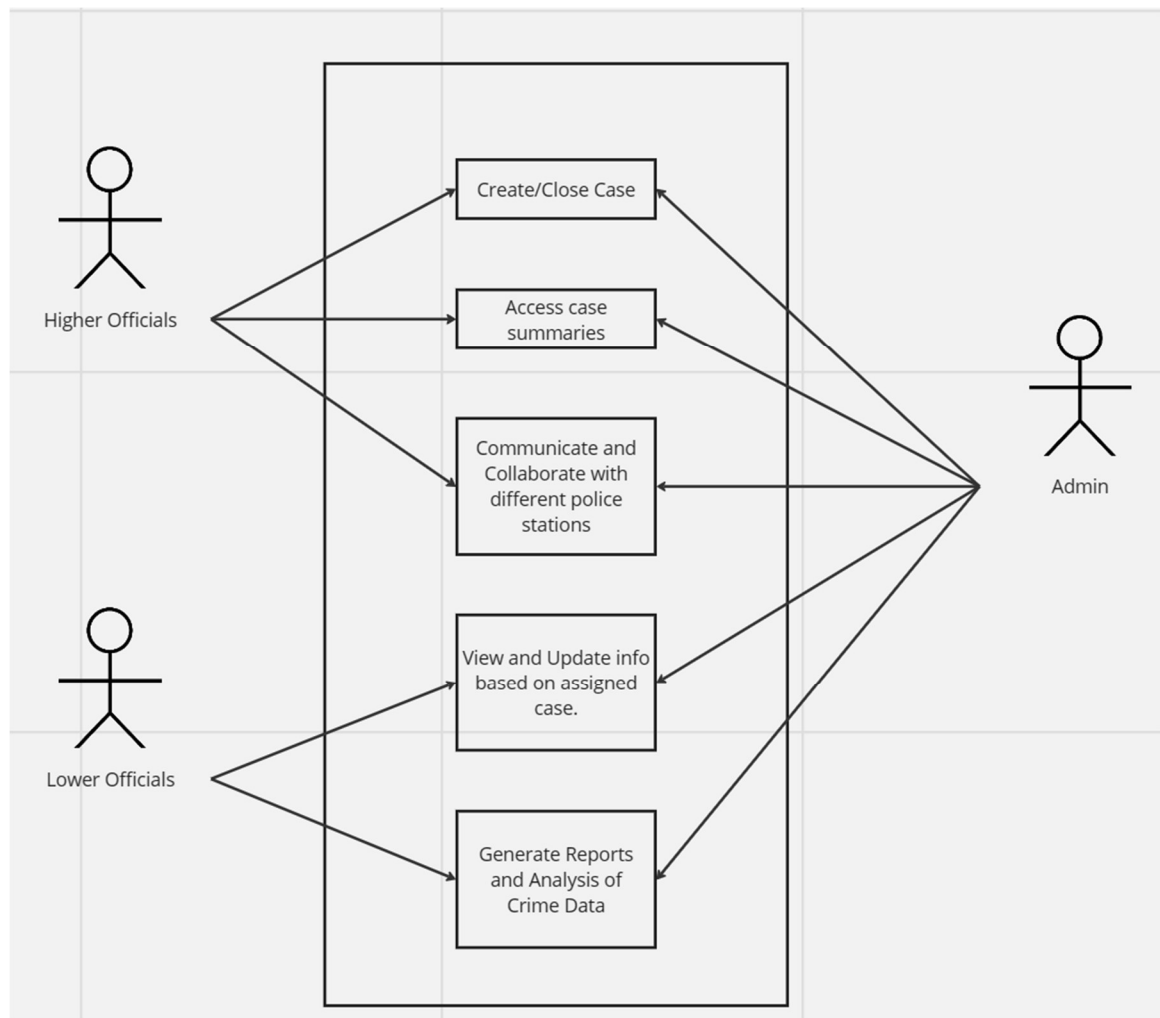 Create/Close Case
Higher Officials
Access case
summaries
Communicate and
Collaborate with
different police
stations
Admin
View and Update info
based on assigned
case.
Lower Officials
Generate Reports
and Analysis of
Crime Data